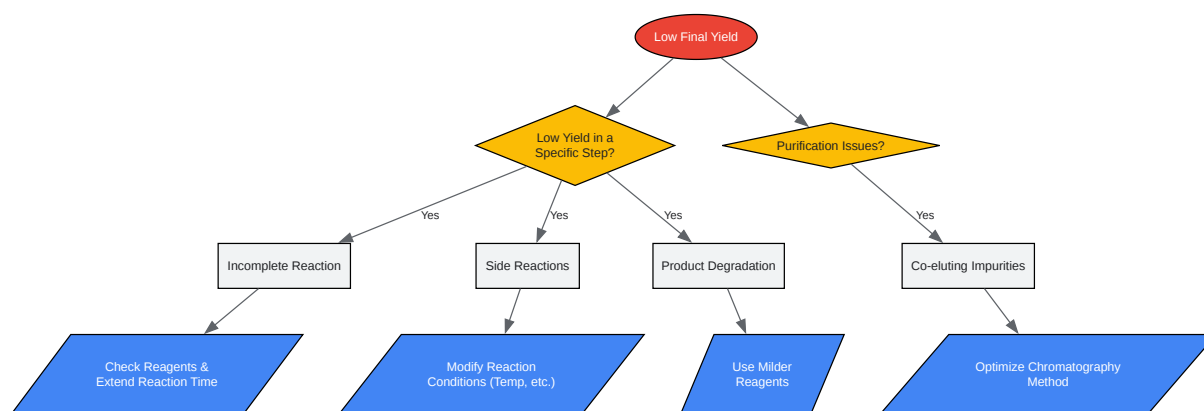 Low Final Yield
Low Yield in a
Specific Step?
Purification Issues?
Yes
Yes
Yes
Yes
Incomplete Reaction
Side Reactions
Product Degradation
Co-eluting Impurities
Check Reagents &
Extend Reaction Time
Modify Reaction
Conditions (Temp, etc.)
Use Milder
Reagents
Optimize Chromatography
Method